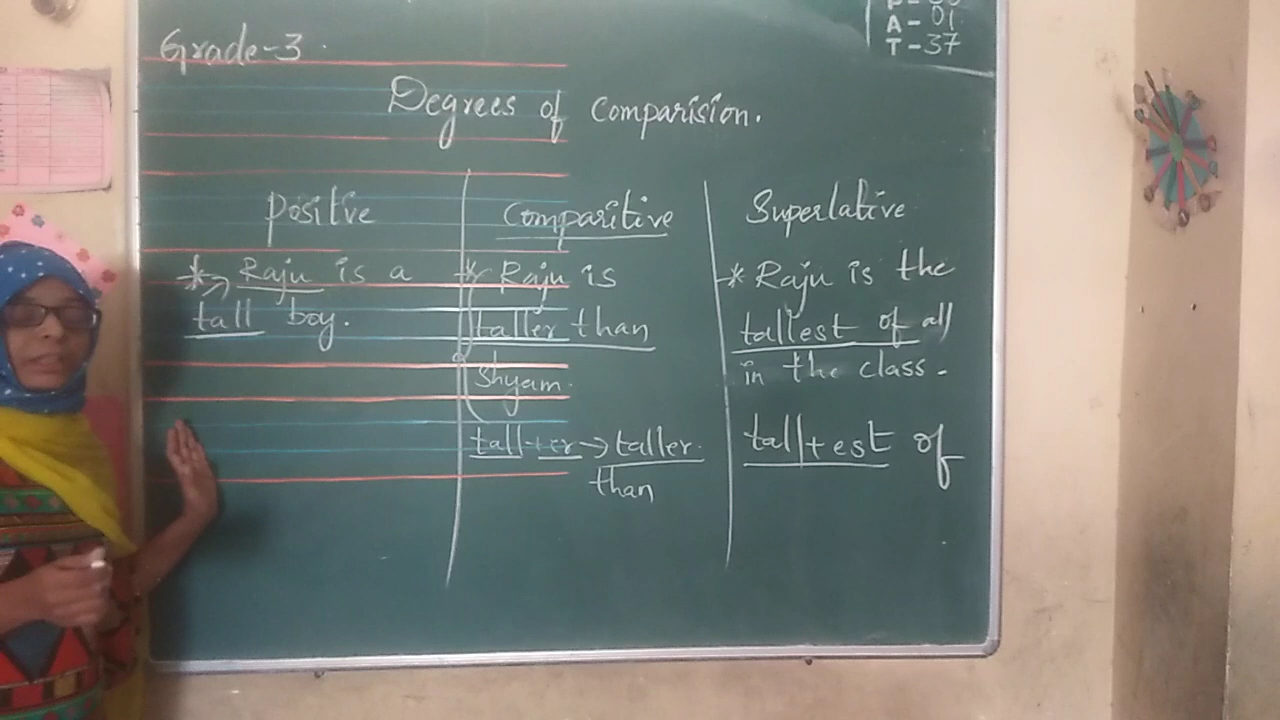 Grade-3.
A - 01
T - 37
Degrees of Comparision.
Positve
* Raju is a
tall boy.
Comparitive
* Raju is
taller than
Shyam.
tall+er→taller.
than
Superlative
* Raju is the
tallest of all
in the class.
tall+est of